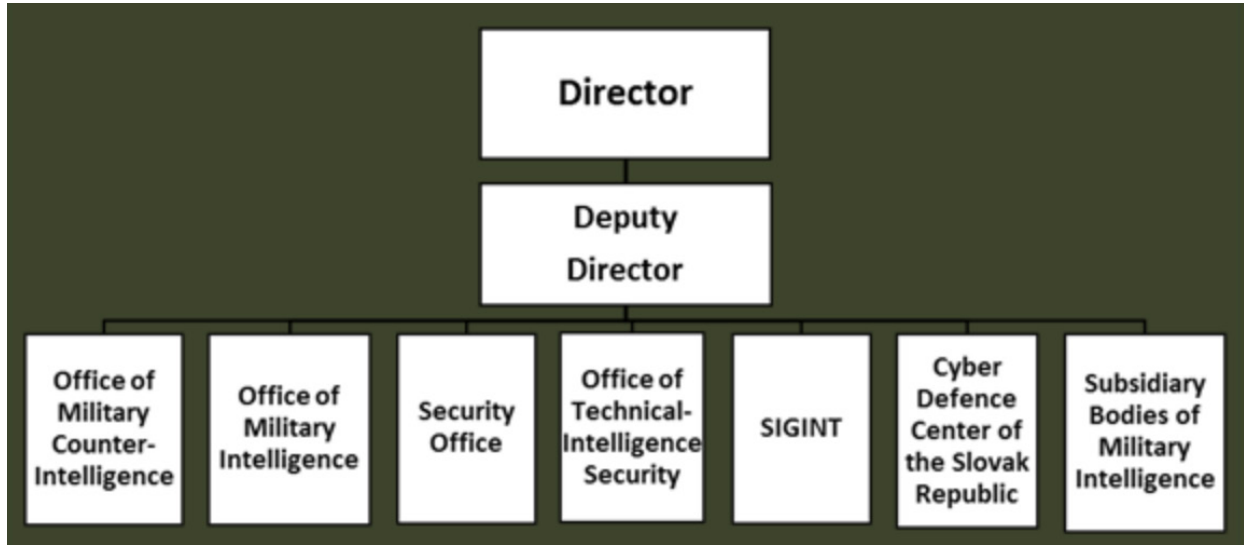 Director
Deputy
Director
Office of
Military
Counter-
Intelligence
Office of
Military
Intelligence
Security
Office
Office of
Technical-
Intelligence
Security
SIGINT
Cyber
Defence
Center of
the Slovak
Republic
Subsidiary
Bodies of
Military
Intelligence